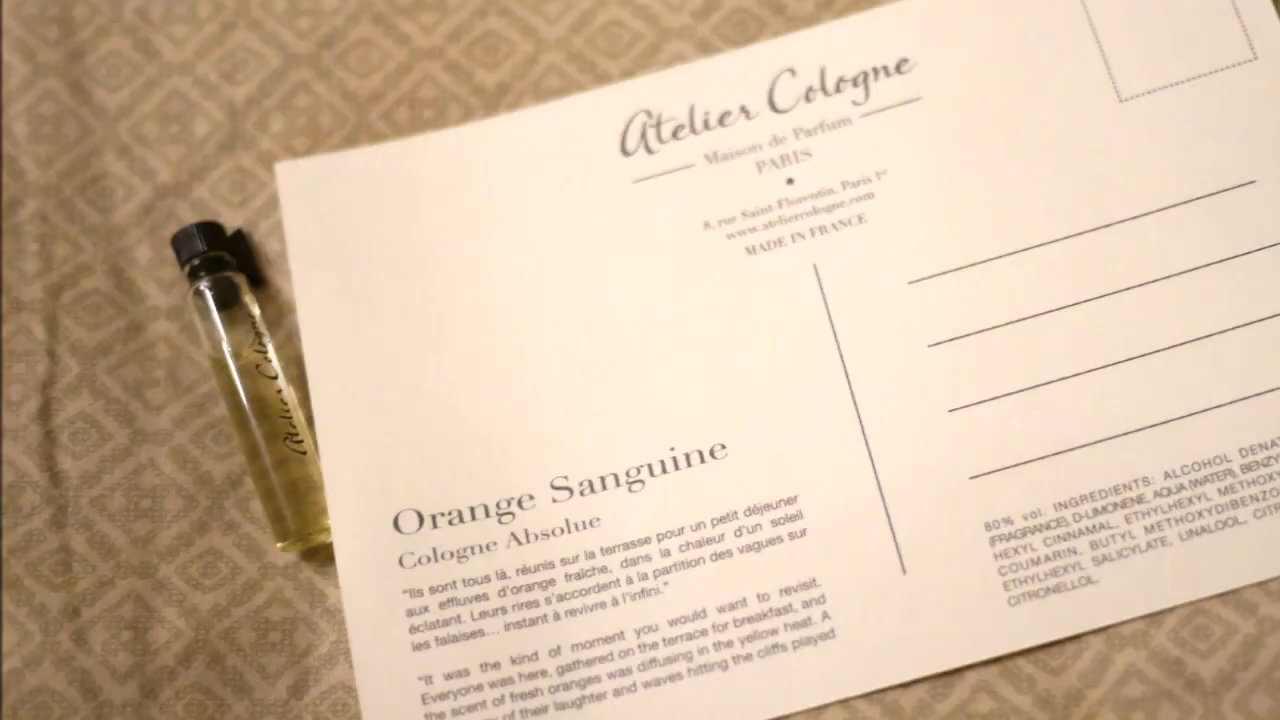 Atelier Cologne
Maison de Parfum
PARIS
8, rue Saint-Florentin, Paris 1er
www.ateliercologne.com
MADE IN FRANCE
Atelier Cologne
Orange Sanguine
Cologne Absolue
"Ils sont tous là, réunis sur la terrasse pour un petit déjeuner
aux effluves d'orange fraîche, dans la chaleur d'un soleil
éclatant. Leurs rires s'accordent à la partition des vagues sur
les falaises... instant à revivre à l'infini."
"It was the kind of moment you would want to revisit.
Everyone was here, gathered on the terrace for breakfast, and
the scent of fresh oranges was diffusing in the yellow heat. A
of their laughter and waves hitting the cliffs played
80% vol. INGREDIENTS: ALCOHOL
(FRAGRANCE), D-LIMONENE, AQUA (WATER),
HEXYL CINNAMAL, ETHYLHEXYL
COUMARIN, BUTYL
ETHYLHEXYL SALICYLATE, LINALOOL,
CITRONELLOL.